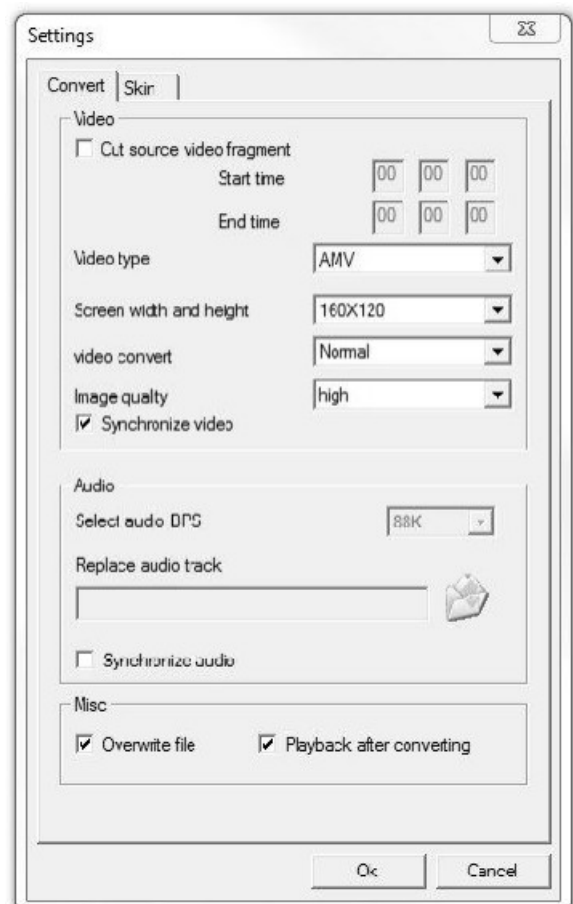 Settings
Convert Skin
Video
Cut source video fragment
Start time 00 00 00
End time 00 00 00
Video type AMV
Screen width and height 160X120
video convert Normal
Image quality high
Synchronize video
Audio
Select audio BPS 88K
Replace audio track
Synchronize audio
Misc
Overwrite file Playback after converting
Ok Cancel